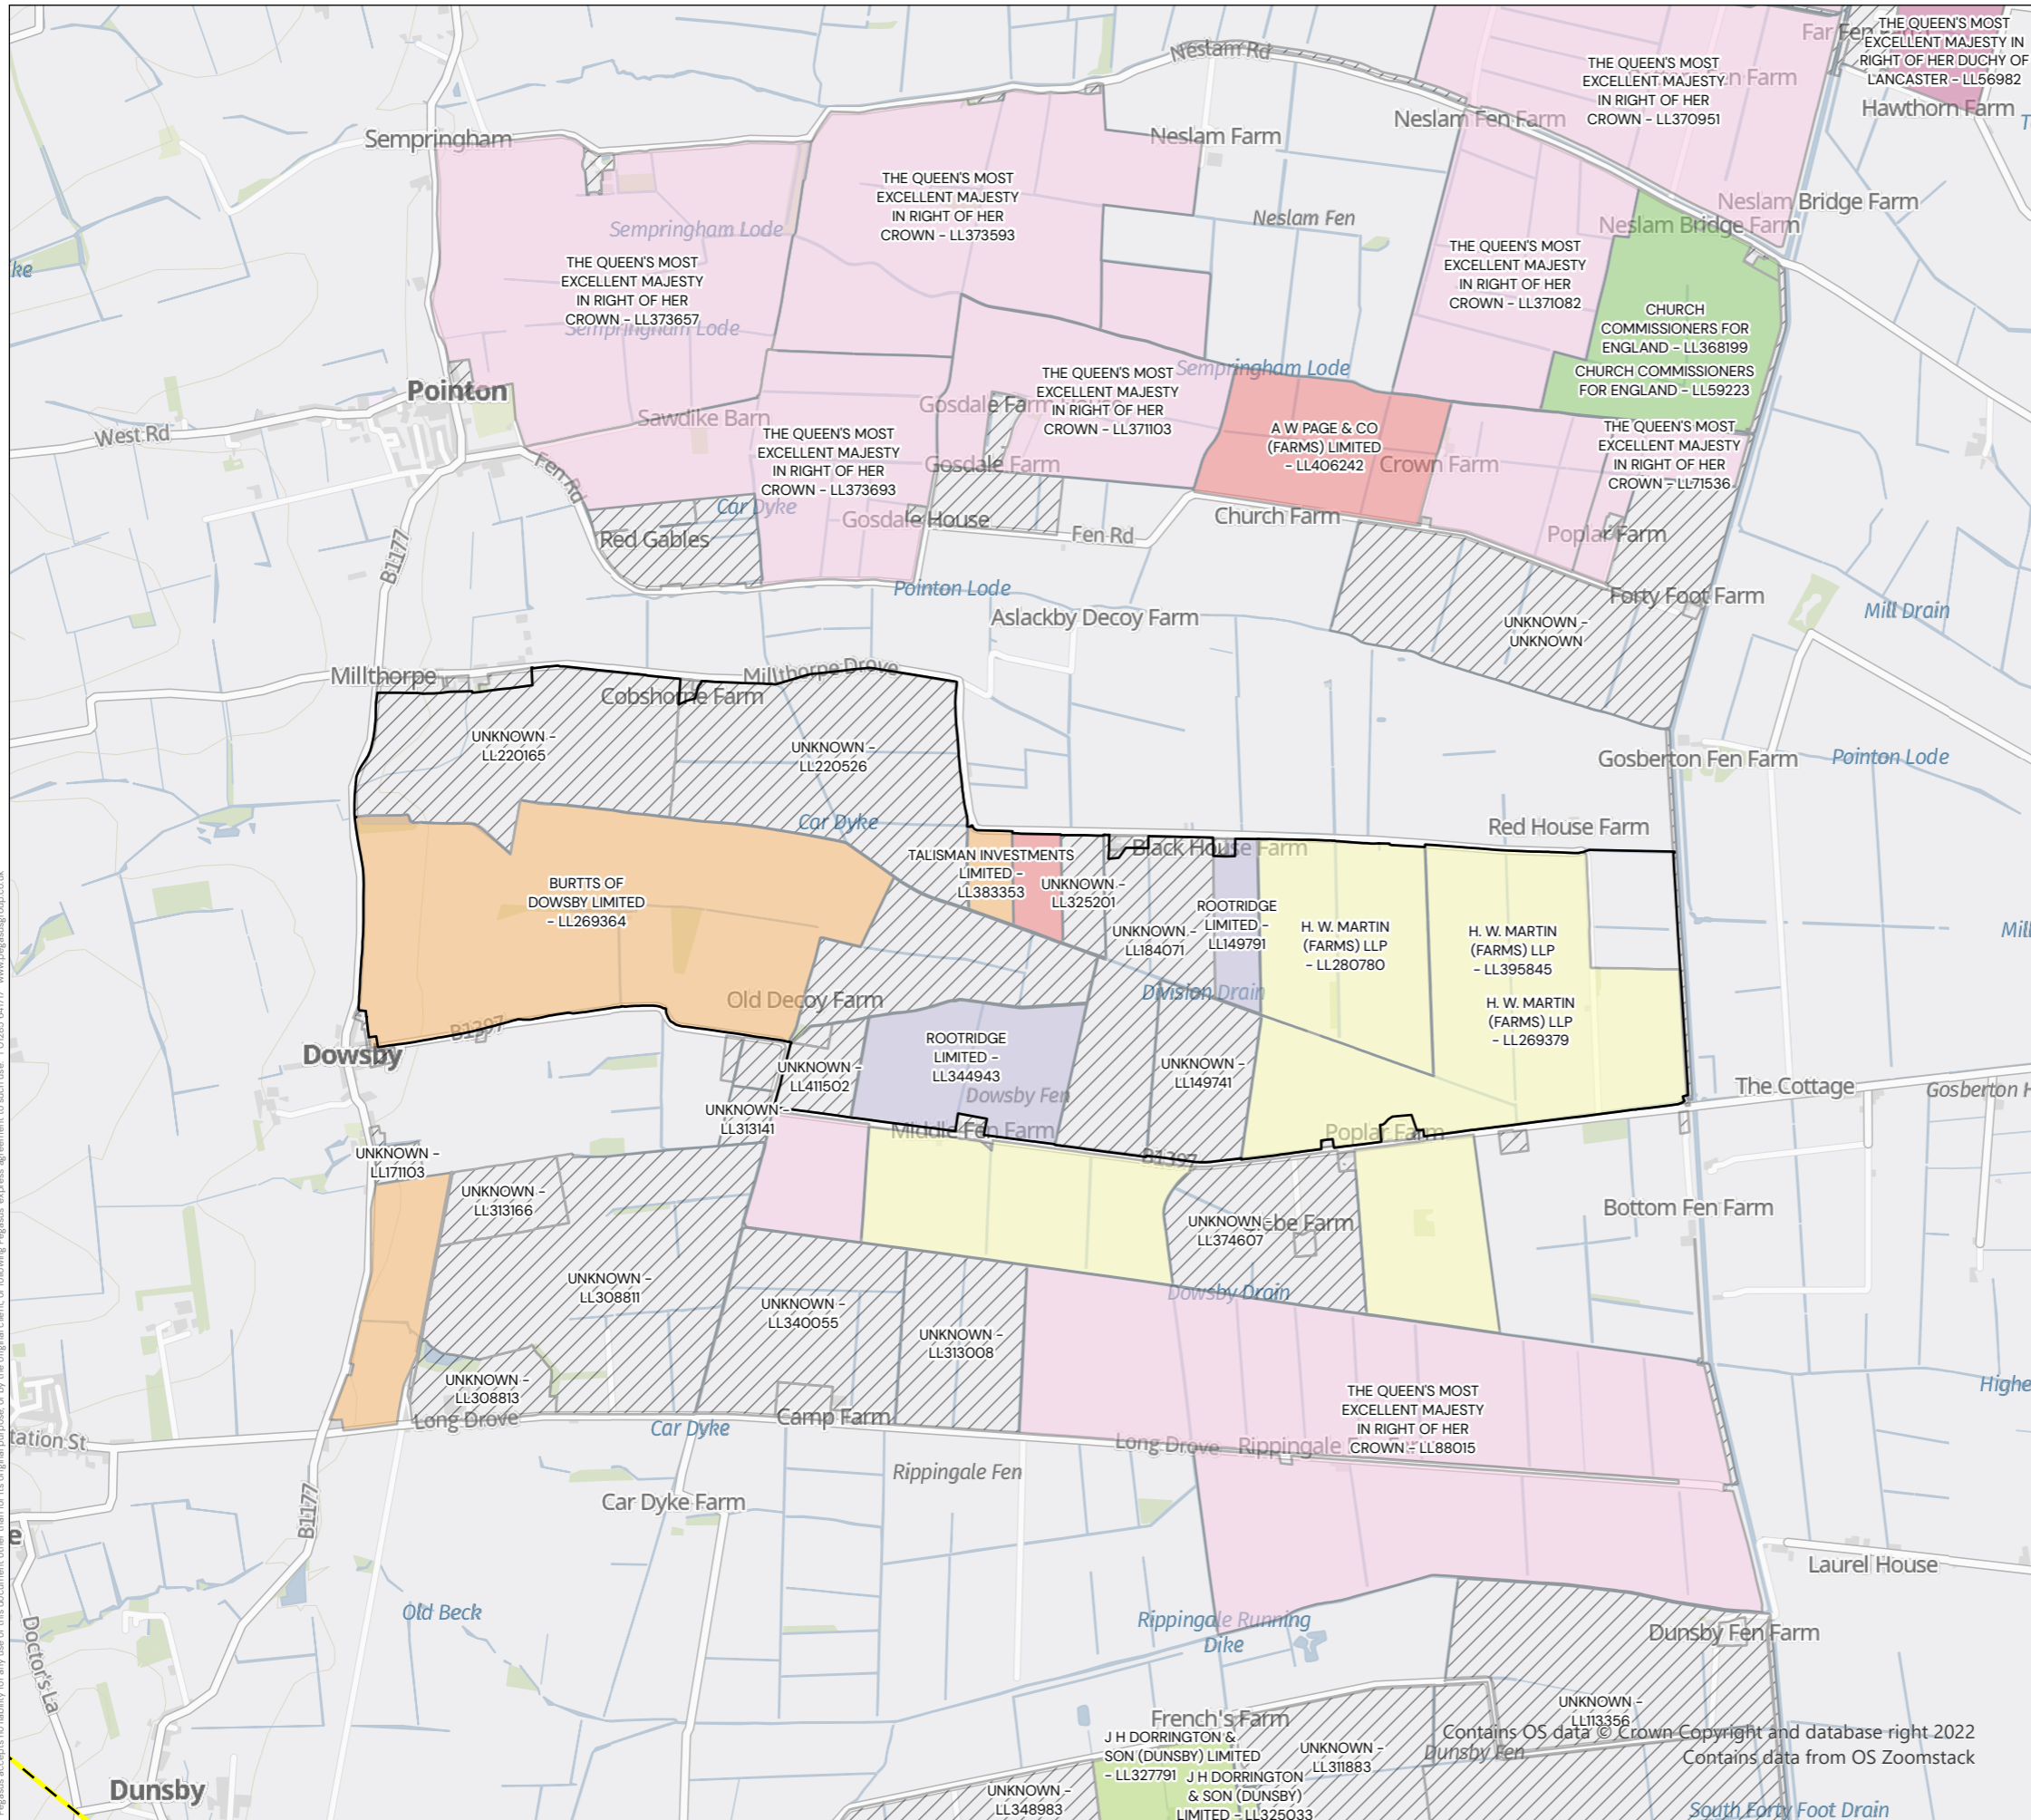 THE QUEEN'S MOST
EXCELLENT MAJESTY IN
RIGHT OF HER DUCHY OF
LANCASTER - LL56982
Far Fen
Hawthorn Farm
Neslam Rd
THE QUEEN'S MOST
EXCELLENT MAJESTY
IN RIGHT OF HER
CROWN - LL370951
Fen Farm
Neslam Fen Farm
Sempringham
Neslam Farm
THE QUEEN'S MOST
EXCELLENT MAJESTY
IN RIGHT OF HER
CROWN - LL373593
Neslam Bridge Farm
Neslam Bridge Farm
Neslam Fen
Sempringham Lode
THE QUEEN'S MOST
EXCELLENT MAJESTY
IN RIGHT OF HER
CROWN - LL373657
Sempringham Lode
THE QUEEN'S MOST
EXCELLENT MAJESTY
IN RIGHT OF HER
CROWN - LL371082
CHURCH
COMMISSIONERS FOR
ENGLAND - LL368199
CHURCH COMMISSIONERS
FOR ENGLAND - LL59223
Sempringham Lode
Pointon
THE QUEEN'S MOST
EXCELLENT MAJESTY
IN RIGHT OF HER
CROWN - LL371103
Gosdale Farm House
Sawdike Barn
West Rd
THE QUEEN'S MOST
EXCELLENT MAJESTY
IN RIGHT OF HER
CROWN - LL373693
A W PAGE & CO
(FARMS) LIMITED
- LL406242
Crown Farm
THE QUEEN'S MOST
EXCELLENT MAJESTY
IN RIGHT OF HER
CROWN - LL71536
Gosdale Farm
Fen Rd
Car Dyke
Gosdale House
Church Farm
Red Gables
Fen Rd
Poplar Farm
B1177
Pointon Lode
Forty Foot Farm
Aslackby Decoy Farm
Mill Drain
UNKNOWN -
UNKNOWN
Millthorpe
Millthorpe Drove
Cobshorne Farm
UNKNOWN -
LL220165
UNKNOWN -
LL220526
Gosberton Fen Farm
Pointon Lode
Car Dyke
Red House Farm
Black House Farm
TALISMAN INVESTMENTS
LIMITED -
LL383353
UNKNOWN -
LL325201
BURTTS OF
DOWSBY LIMITED
- LL269364
ROOTRIDGE
LIMITED -
LL149791
UNKNOWN -
LL184071
H. W. MARTIN
(FARMS) LLP
- LL280780
H. W. MARTIN
(FARMS) LLP
- LL395845
H. W. MARTIN
(FARMS) LLP
- LL269379
Division Drain
Old Decoy Farm
B1397
Dowsby
ROOTRIDGE
LIMITED -
LL344943
UNKNOWN -
LL411502
UNKNOWN -
LL149741
Dowsby Fen
The Cottage
UNKNOWN -
LL313141
Middle Fen Farm
Poplar Farm
B1397
UNKNOWN -
LL171103
UNKNOWN -
LL313166
Bottom Fen Farm
UNKNOWN -
LL374607
Glebe Farm
UNKNOWN -
LL308811
Dowsby Drain
UNKNOWN -
LL340055
UNKNOWN -
LL313008
UNKNOWN -
LL308813
THE QUEEN'S MOST
EXCELLENT MAJESTY
IN RIGHT OF HER
CROWN - LL88015
Long Drove
Camp Farm
Car Dyke
Long Drove
Rippingale
Rippingale Fen
B1177
Car Dyke Farm
Laurel House
Old Beck
Rippingale Running
Dike
Dunsby Fen Farm
Doctor's La
UNKNOWN -
LL113356
French's Farm
J H DORRINGTON &
SON (DUNSBY) LIMITED
- LL327791
UNKNOWN -
LL311883
Dunsby Fen
J H DORRINGTON
& SON (DUNSBY)
LIMITED - LL325033
UNKNOWN -
LL348983
Dunsby
South Forty Foot Drain
Contains OS data © Crown Copyright and database right 2022
Contains data from OS Zoomstack